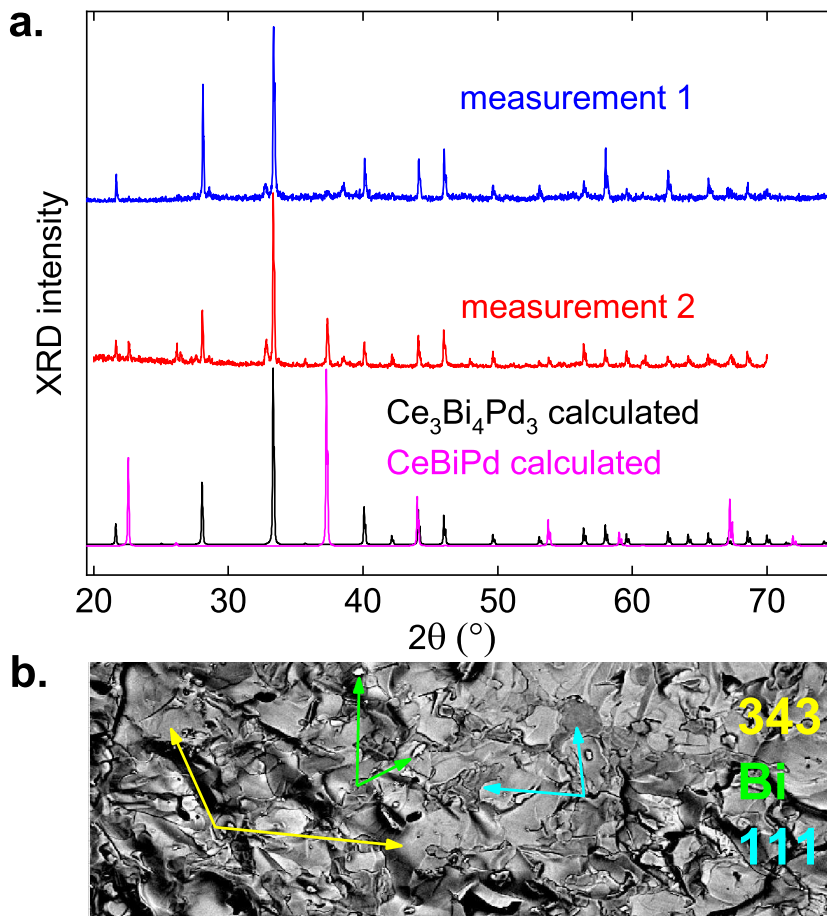 a.
measurement 1
measurement 2
Ce₃Bi₄Pd₃ calculated
CeBiPd calculated
XRD intensity
20 30 40 50 60 70
2θ (°)
b.
343
Bi
111